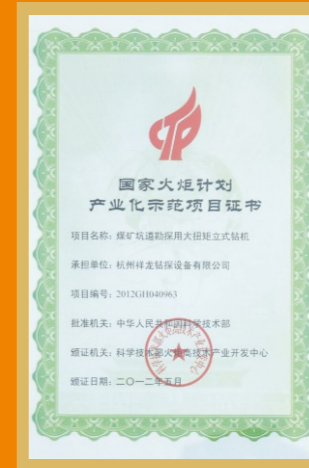 国家火炬计划
产业化示范项目证书
项目名称：煤矿坑道勘探用大扭矩立式钻机
承担单位：杭州祥龙钻探设备有限公司
项目编号：2012GH040963
批准机关：中华人民共和国科学技术部
颁证机关：科学技术部火炬高技术产业开发中心
颁证日期：二〇一二年五月